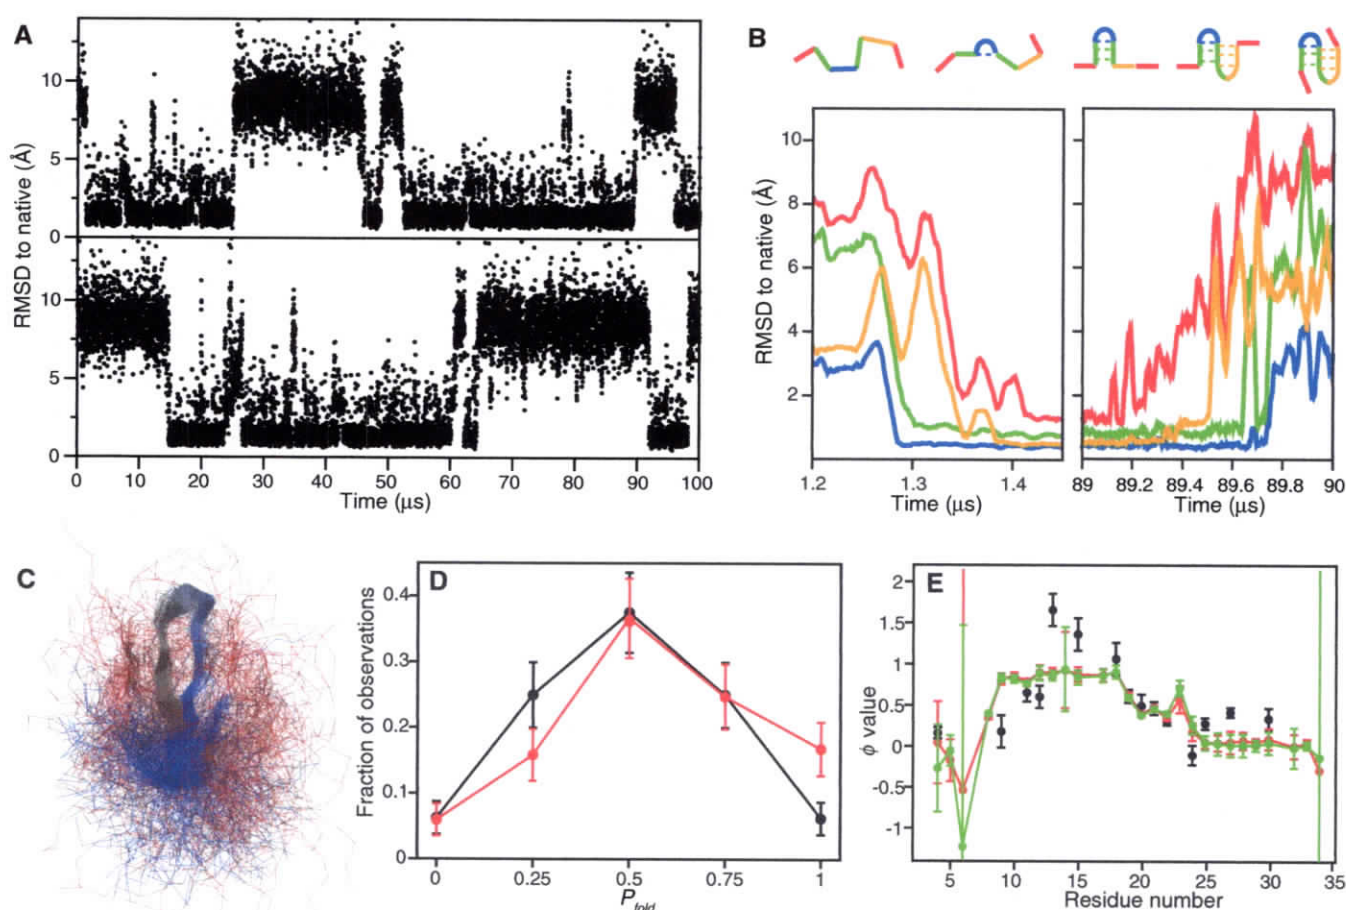 A
RMSD to native (Å)
10
5
0
10
5
0
0 10 20 30 40 50 60 70 80 90 100
Time (μs)
B
RMSD to native (Å)
10
8
6
4
2
1.2 1.3 1.4
Time (μs)
89 89.2 89.4 89.6 89.8 90
Time (μs)
C
D
Fraction of observations
0.4
0.3
0.2
0.1
0
0 0.25 0.5 0.75 1
P_fold
E
ϕ value
2
1.5
1
0.5
0
-0.5
-1
5 10 15 20 25 30 35
Residue number